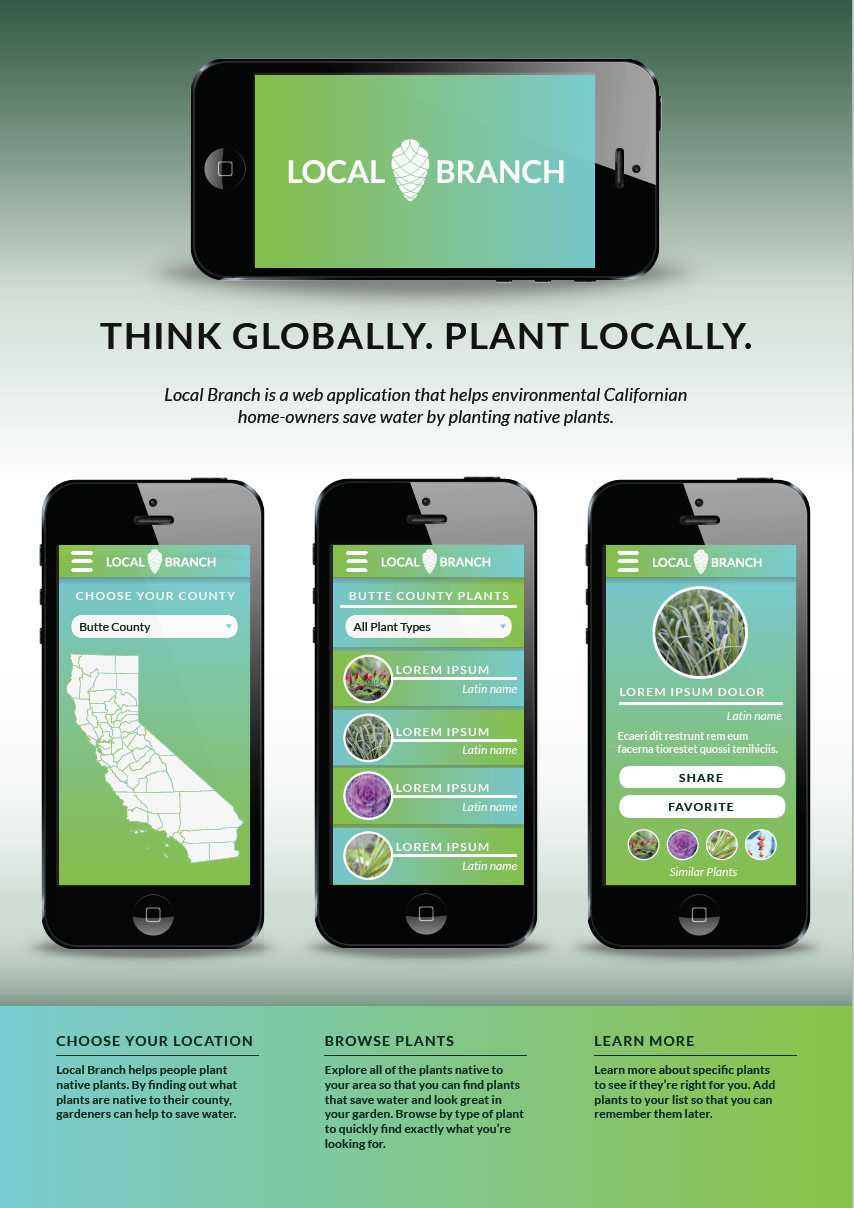 LOCAL BRANCH
THINK GLOBALLY. PLANT LOCALLY.
Local Branch is a web application that helps environmental Californian
home-owners save water by planting native plants.
LOCAL BRANCH
CHOOSE YOUR COUNTY
Butte County
LOCAL BRANCH
BUTTE COUNTY PLANTS
All Plant Types
LOREM IPSUM
Latin name
LOREM IPSUM
Latin name
LOREM IPSUM
Latin name
LOREM IPSUM
Latin name
LOCAL BRANCH
LOREM IPSUM DOLOR
Latin name
Ecaeri dit restrunt rem eum
facerna tiorestet quossi tenihiciis.
SHARE
FAVORITE
Similar Plants
CHOOSE YOUR LOCATION
Local Branch helps people plant
native plants. By finding out what
plants are native to their county,
gardeners can help to save water.
BROWSE PLANTS
Explore all of the plants native to
your area so that you can find plants
that save water and look great in
your garden. Browse by type of plant
to quickly find exactly what you're
looking for.
LEARN MORE
Learn more about specific plants
to see if they're right for you. Add
plants to your list so that you can
remember them later.